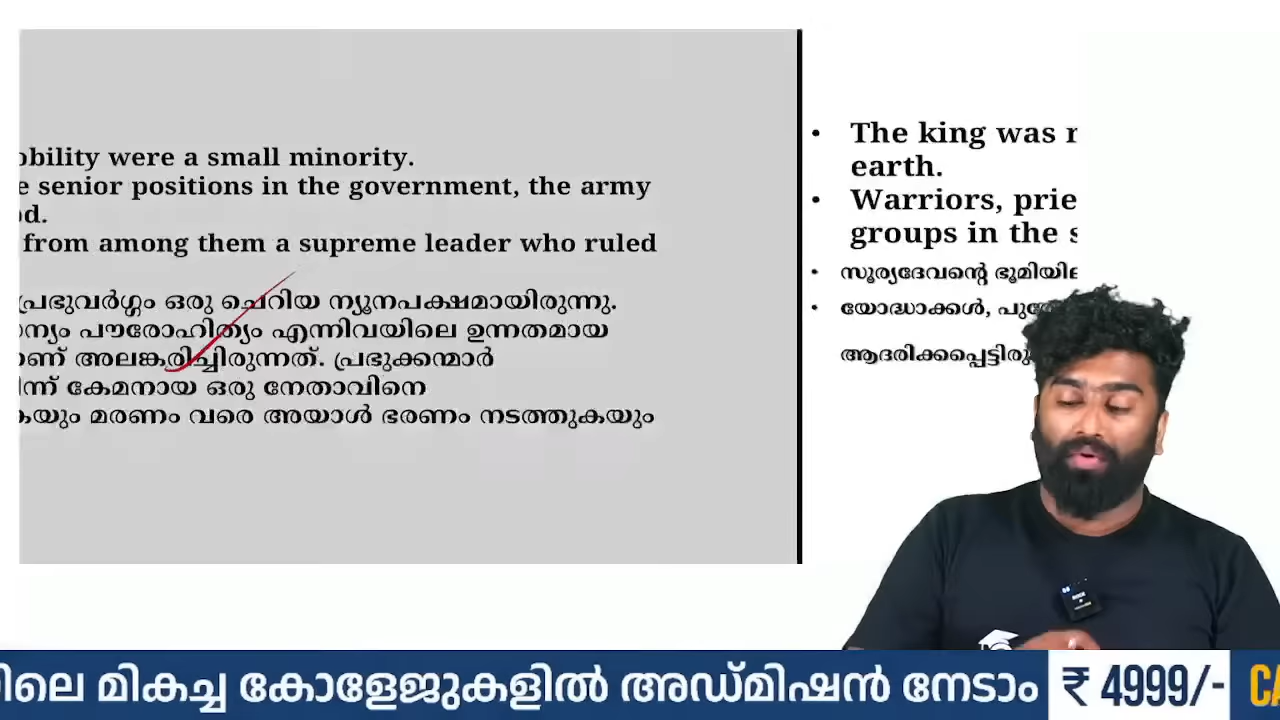 obility were a small minority.
e senior positions in the government, the army
od.
from among them a supreme leader who ruled
പ്രഭുവർഗ്ഗം ഒരു ചെറിയ ന്യൂനപക്ഷമായിരുന്നു.
ന്യം പൗരോഹിത്യം എന്നിവയിലെ ഉന്നതമായ
ണ് അലങ്കരിച്ചിരുന്നത്. പ്രഭുക്കന്മാർ
ിന്ന് കേമനായ ഒരു നേതാവിനെ
കയും മരണം വരെ അയാൾ ഭരണം നടത്തുകയും
• The king was r
earth.
• Warriors, prie
groups in the s
• സൂര്യദേവന്റെ ഭൂമിയിലെ
• യോദ്ധാക്കൾ, പുരോ
ആദരിക്കപ്പെട്ടിരു
ിലെ മികച്ച കോളേജുകളിൽ അഡ്മിഷൻ നേടാം ₹ 4999/- CA